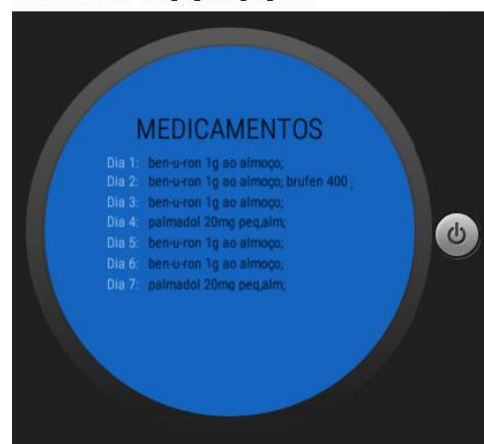 MEDICAMENTOS
Dia 1: ben-u-ron 1g ao almoço;
Dia 2: ben-u-ron 1g ao almoço; brufen 400 ;
Dia 3: ben-u-ron 1g ao almoço;
Dia 4: palmadol 20mg peq,alm;
Dia 5: ben-u-ron 1g ao almoço;
Dia 6: ben-u-ron 1g ao almoço;
Dia 7: palmadol 20mg peq,alm;